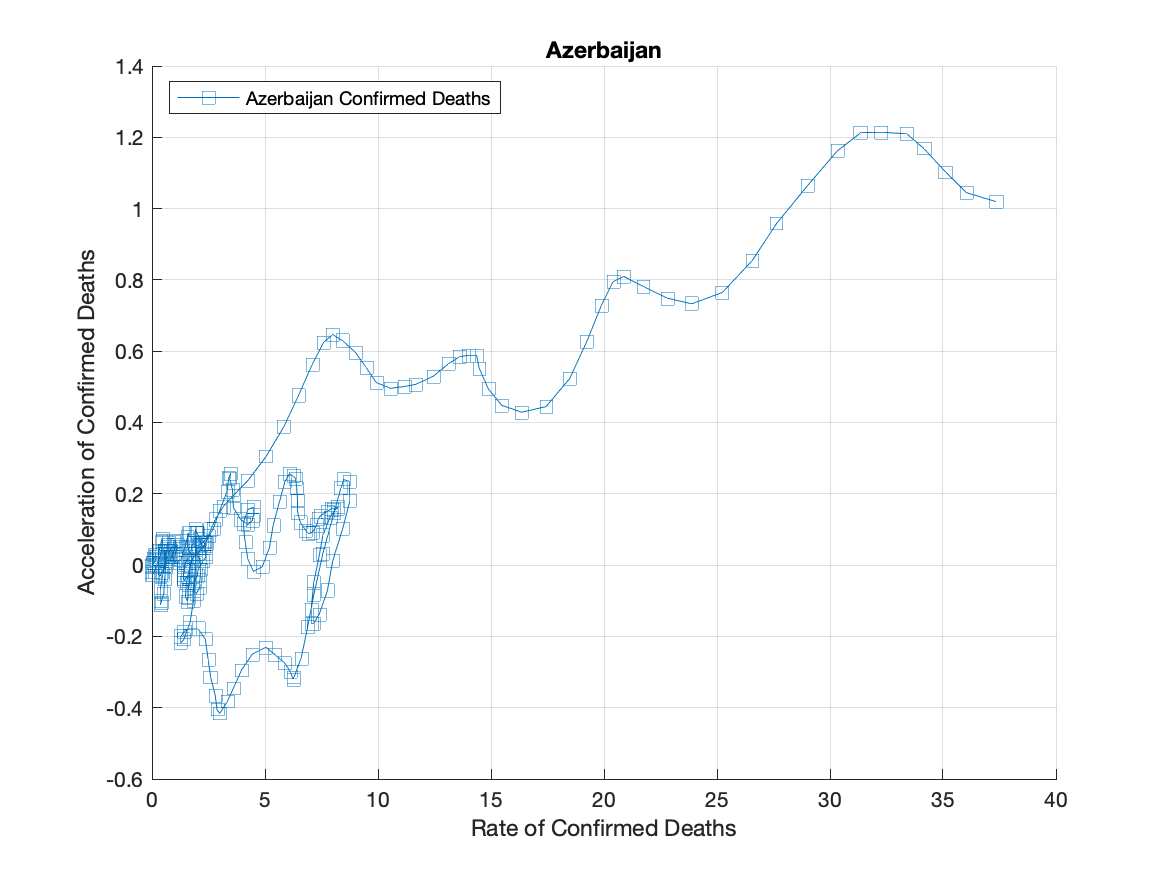 Azerbaijan
1.4
Azerbaijan Confirmed Deaths
1.2
1
0.8
0.6
0.4
0.2
0
-0.2
-0.4
-0.6
Acceleration of Confirmed Deaths
0 5 10 15 20 25 30 35 40
Rate of Confirmed Deaths